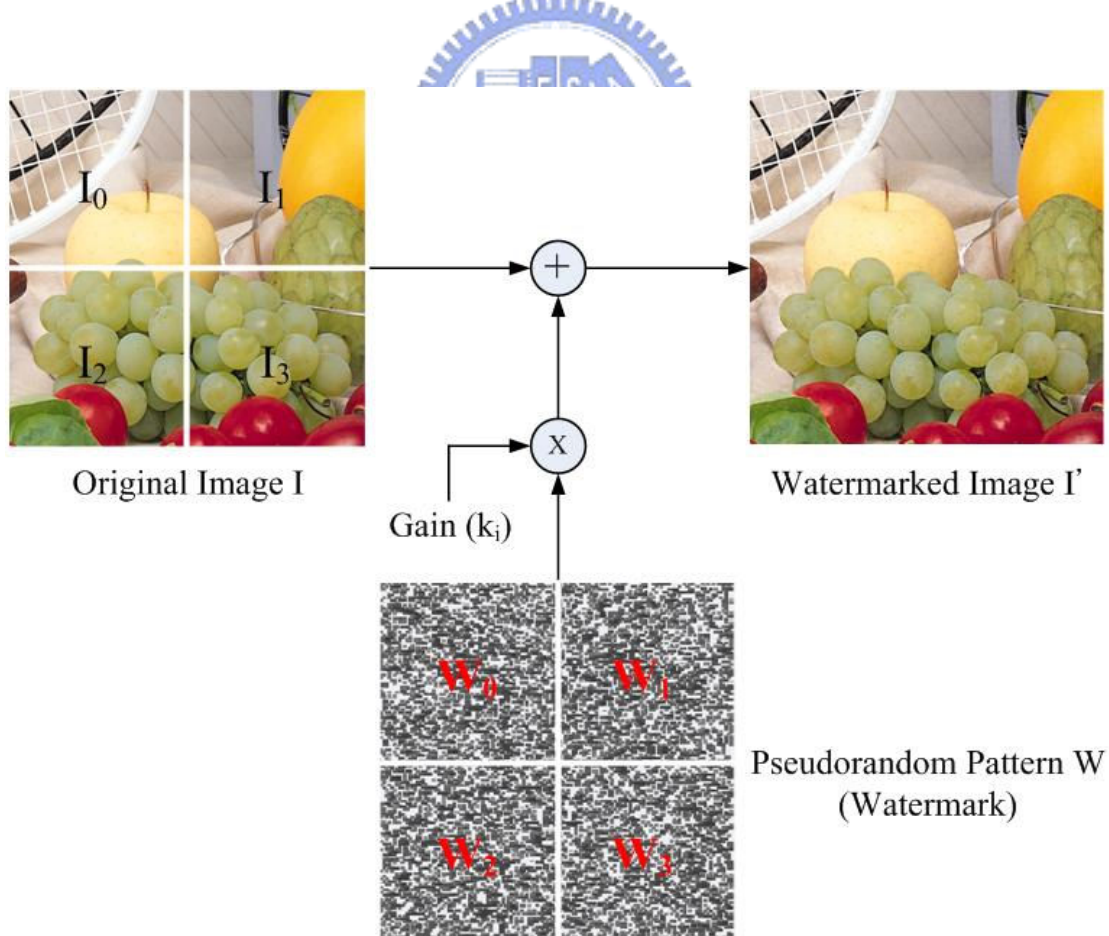 I₀
I₁
I₂
I₃
+
Original Image I
Watermarked Image I’
X
Gain (kᵢ)
W₀
W₁
W₂
W₃
Pseudorandom Pattern W
(Watermark)